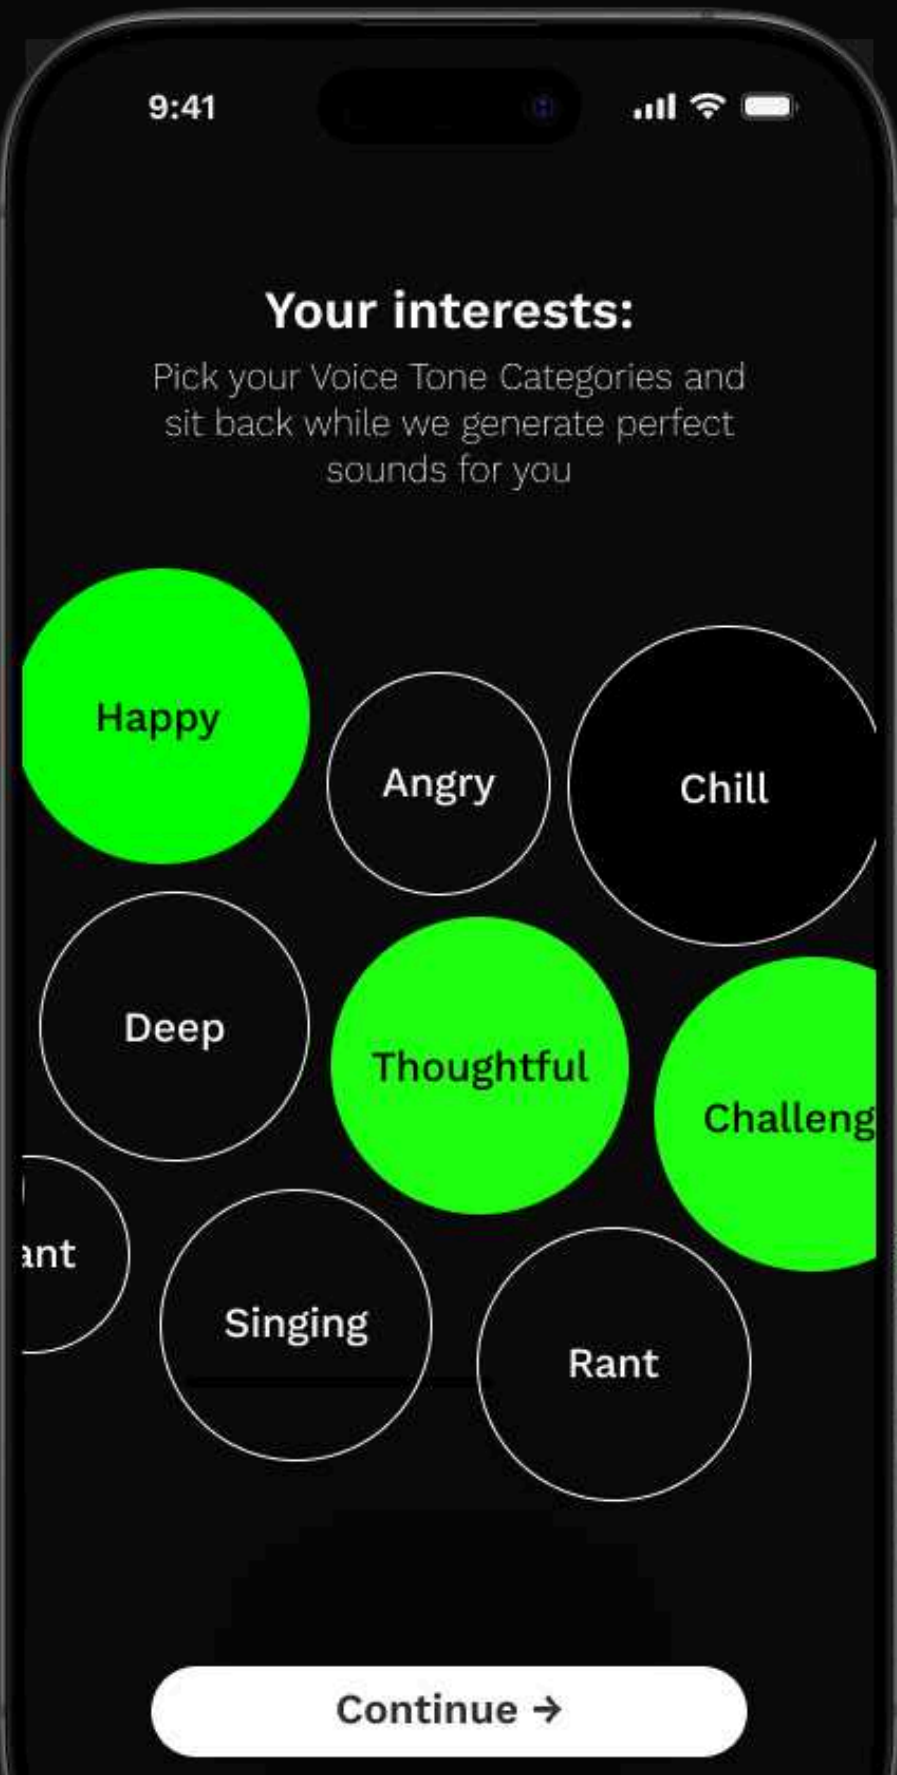 9:41
Your interests:
Pick your Voice Tone Categories and
sit back while we generate perfect
sounds for you
Happy
Angry
Chill
Deep
Thoughtful
Challeng
ant
Singing
Rant
Continue →